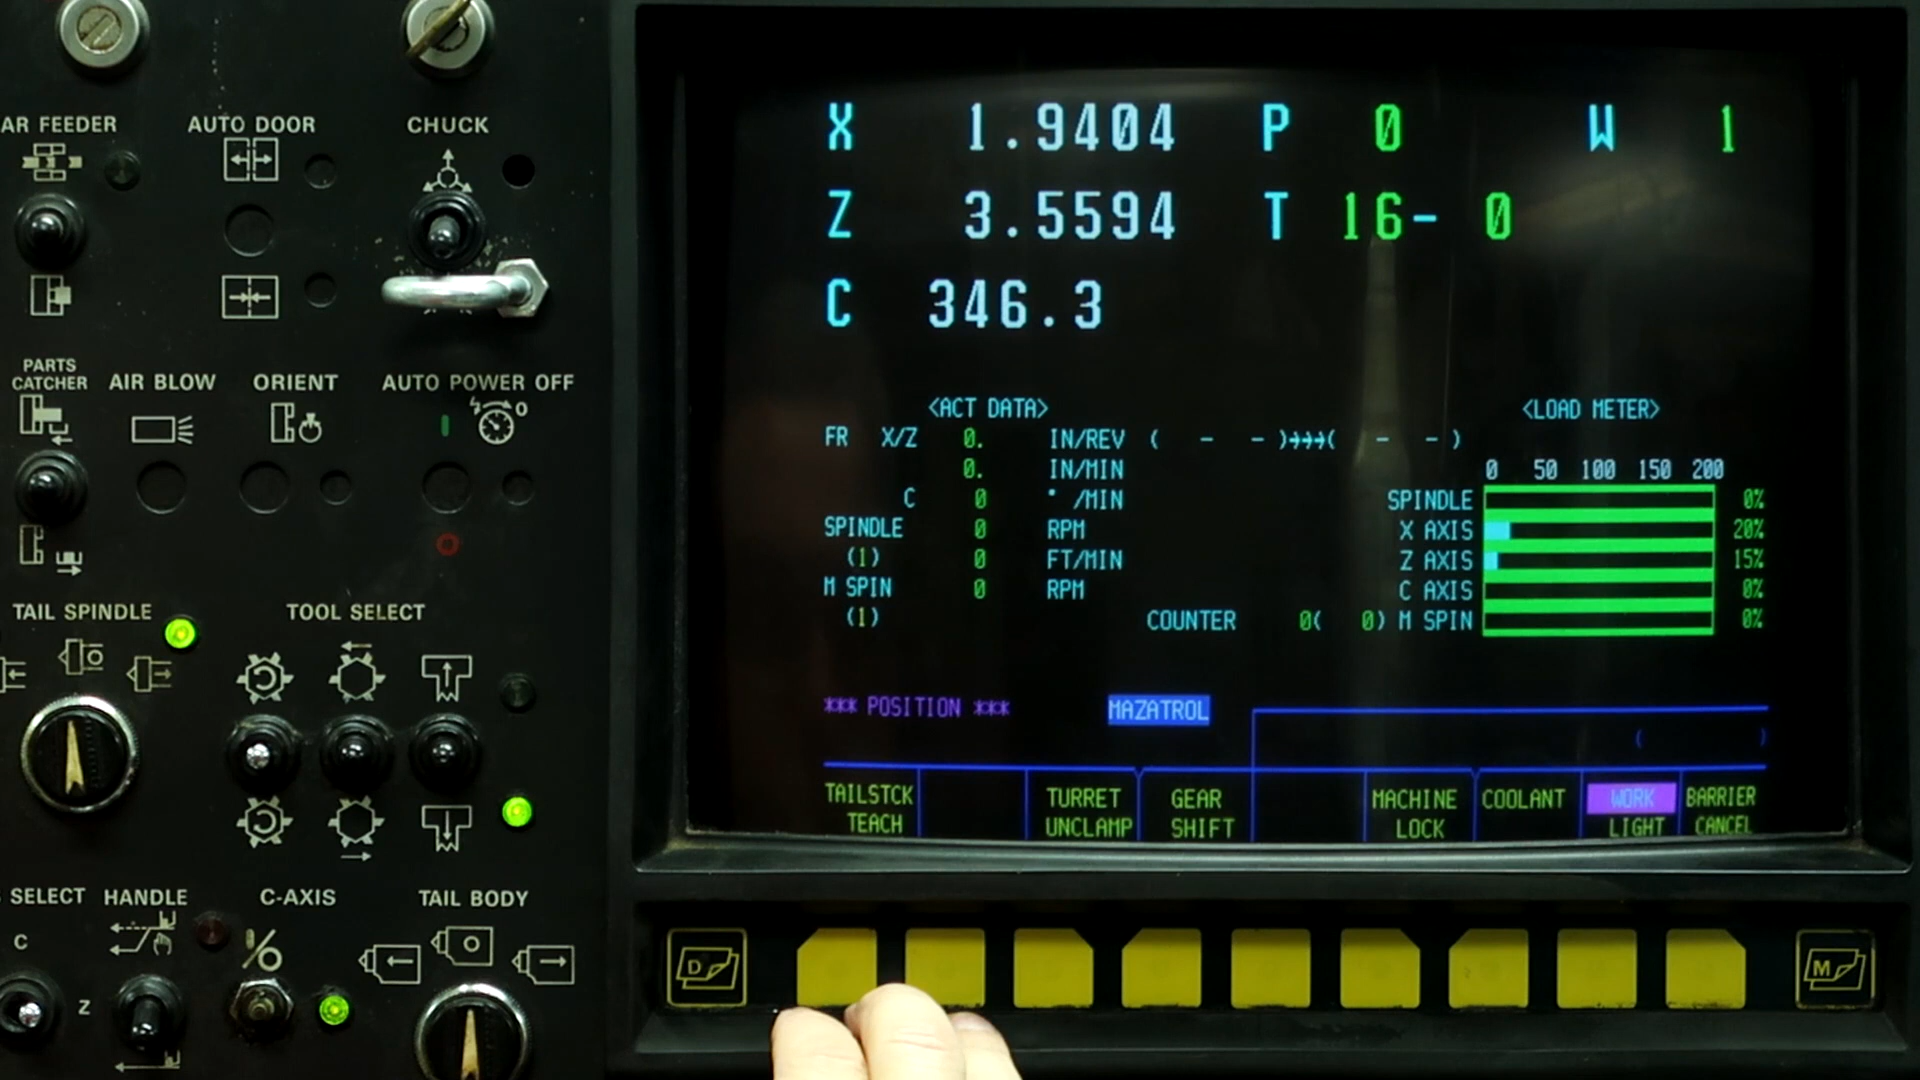 AR FEEDER
AUTO DOOR
CHUCK
PARTS
CATCHER
AIR BLOW
ORIENT
AUTO POWER OFF
TAIL SPINDLE
TOOL SELECT
SELECT
HANDLE
C-AXIS
TAIL BODY
C
Z
X 1.9404 P 0 W 1
Z 3.5594 T 16- 0
C 346.3
<ACT DATA>
<LOAD METER>
FR X/Z 0. IN/REV ( - - )→→→( - - )
0. IN/MIN
0 50 100 150 200
C 0 ° /MIN
SPINDLE 0%
SPINDLE 0 RPM
X AXIS 20%
(1) 0 FT/MIN
Z AXIS 15%
M SPIN 0 RPM
C AXIS 0%
(1)
COUNTER 0( 0)
M SPIN 0%
*** POSITION *** MAZATROL
( )
TAILSTCK
TEACH
TURRET
UNCLAMP
GEAR
SHIFT
MACHINE
LOCK
COOLANT
WORK
LIGHT
BARRIER
CANCEL
D
M